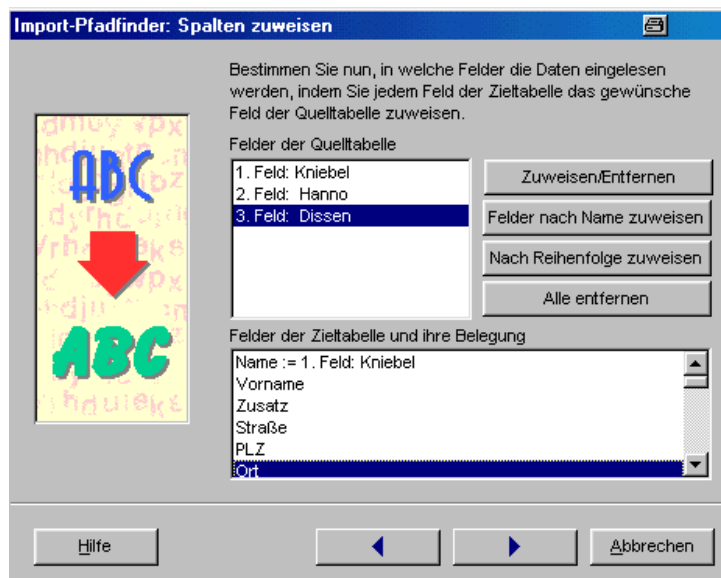 Import-Pfadfinder: Spalten zuweisen
Bestimmen Sie nun, in welche Felder die Daten eingelesen
werden, indem Sie jedem Feld der Zieltabelle das gewünsche
Feld der Quelltabelle zuweisen.
Felder der Quelltabelle
1. Feld: Kniebel
2. Feld: Hanno
3. Feld: Dissen
Zuweisen/Entfernen
Felder nach Name zuweisen
Nach Reihenfolge zuweisen
Alle entfernen
ABC
ABC
Felder der Zieltabelle und ihre Belegung
Name := 1. Feld: Kniebel
Vorname
Zusatz
Straße
PLZ
Ort
Hilfe
Abbrechen